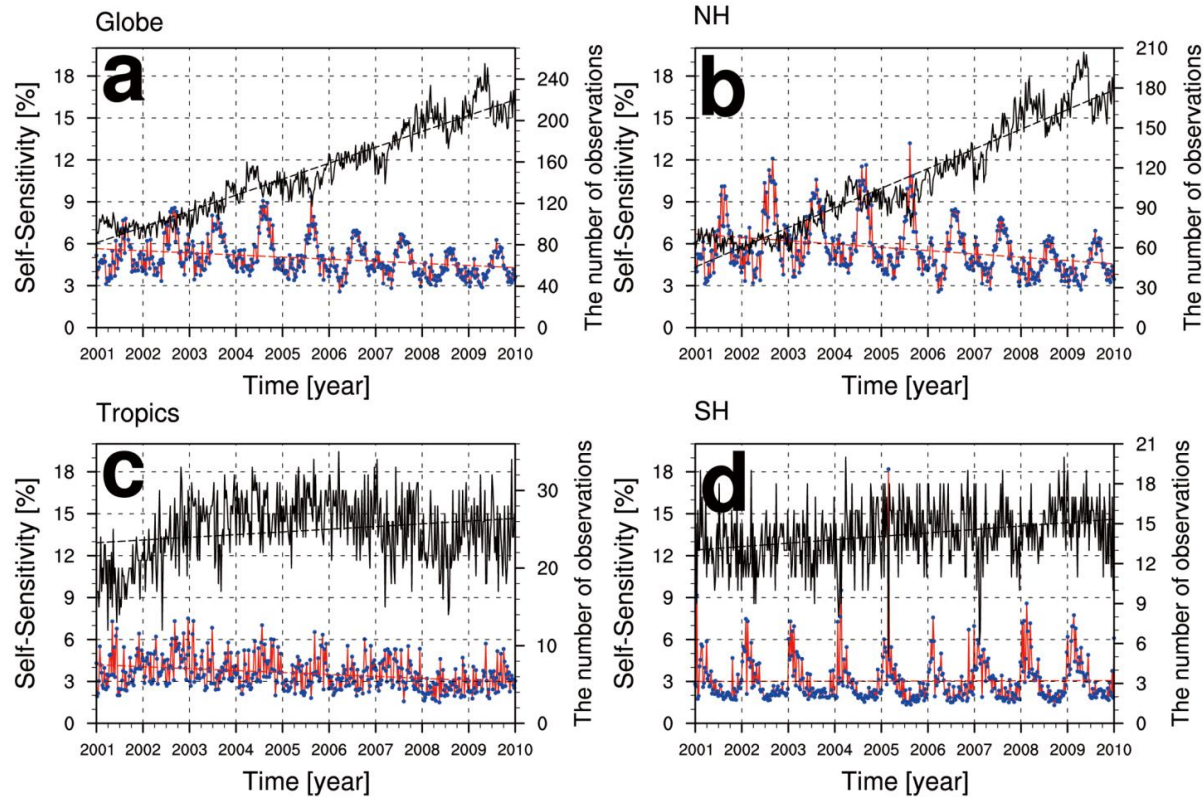 Globe
a
Self-Sensitivity [%]
18
15
12
9
6
3
0
The number of observations
240
200
160
120
80
40
0
2001 2002 2003 2004 2005 2006 2007 2008 2009 2010
Time [year]
NH
b
Self-Sensitivity [%]
18
15
12
9
6
3
0
The number of observations
210
180
150
120
90
60
30
0
2001 2002 2003 2004 2005 2006 2007 2008 2009 2010
Time [year]
Tropics
c
Self-Sensitivity [%]
18
15
12
9
6
3
0
The number of observations
30
20
10
0
2001 2002 2003 2004 2005 2006 2007 2008 2009 2010
Time [year]
SH
d
Self-Sensitivity [%]
18
15
12
9
6
3
0
The number of observations
21
18
15
12
9
6
3
0
2001 2002 2003 2004 2005 2006 2007 2008 2009 2010
Time [year]